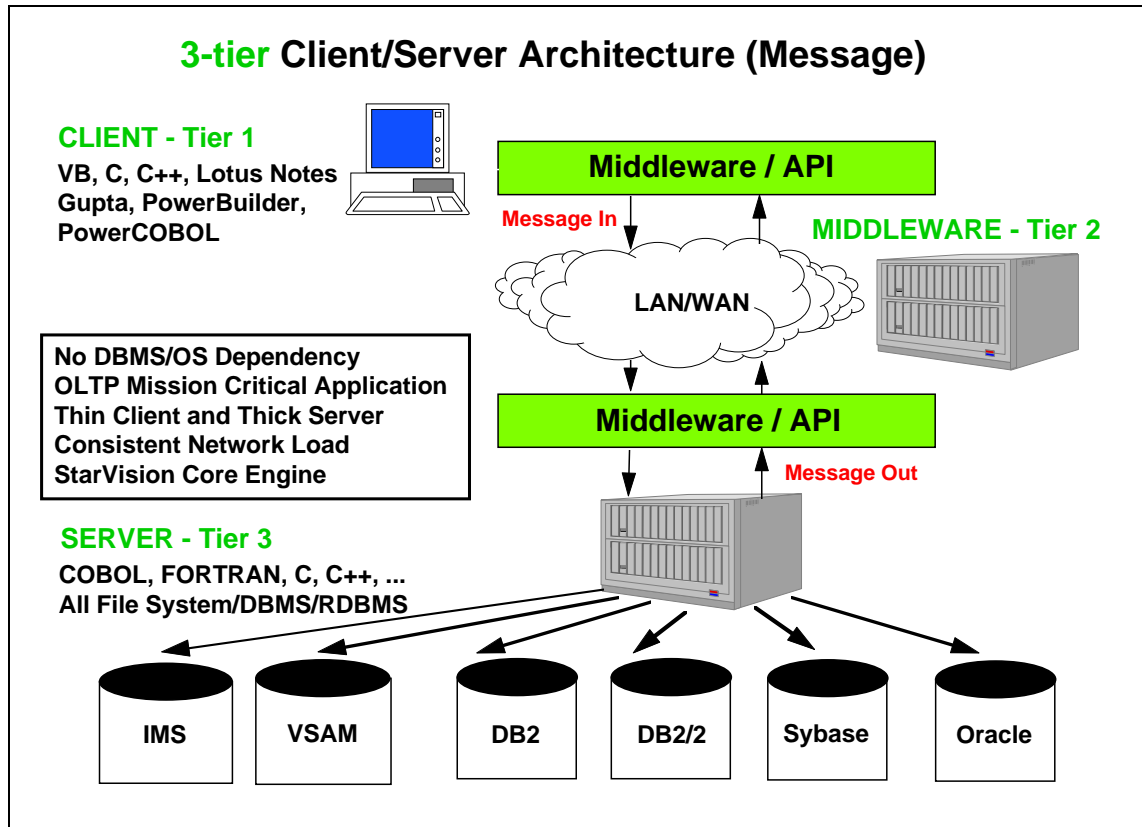 3-tier Client/Server Architecture (Message)
CLIENT - Tier 1
VB, C, C++, Lotus Notes
Gupta, PowerBuilder,
PowerCOBOL
Middleware / API
Message In
MIDDLEWARE - Tier 2
LAN/WAN
No DBMS/OS Dependency
OLTP Mission Critical Application
Thin Client and Thick Server
Consistent Network Load
StarVision Core Engine
Middleware / API
Message Out
SERVER - Tier 3
COBOL, FORTRAN, C, C++, ...
All File System/DBMS/RDBMS
IMS
VSAM
DB2
DB2/2
Sybase
Oracle